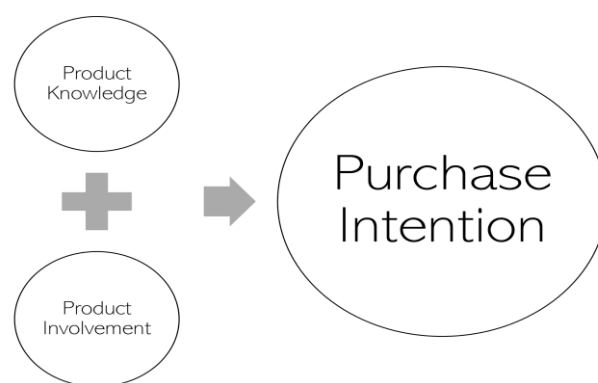 Product
Knowledge
Product
Involvement
Purchase
Intention